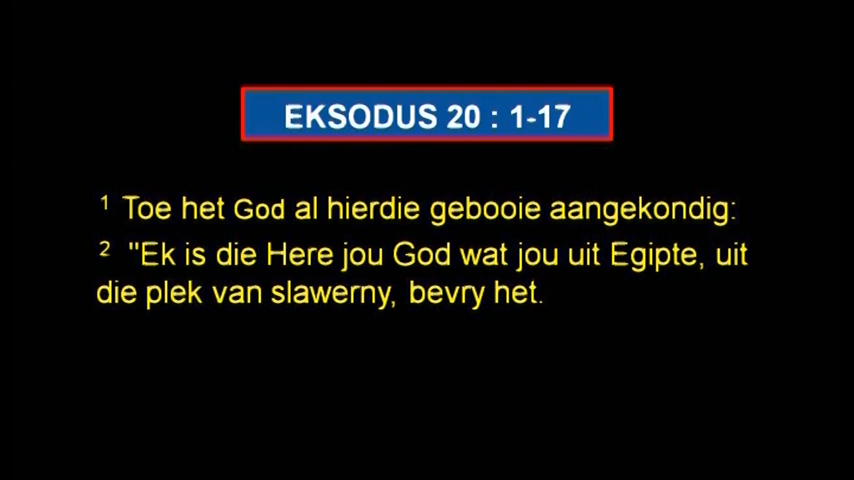 EKSODUS 20 : 1-17
1 Toe het God al hierdie gebooie aangekondig:
2 "Ek is die Here jou God wat jou uit Egipte, uit
die plek van slawerny, bevry het.